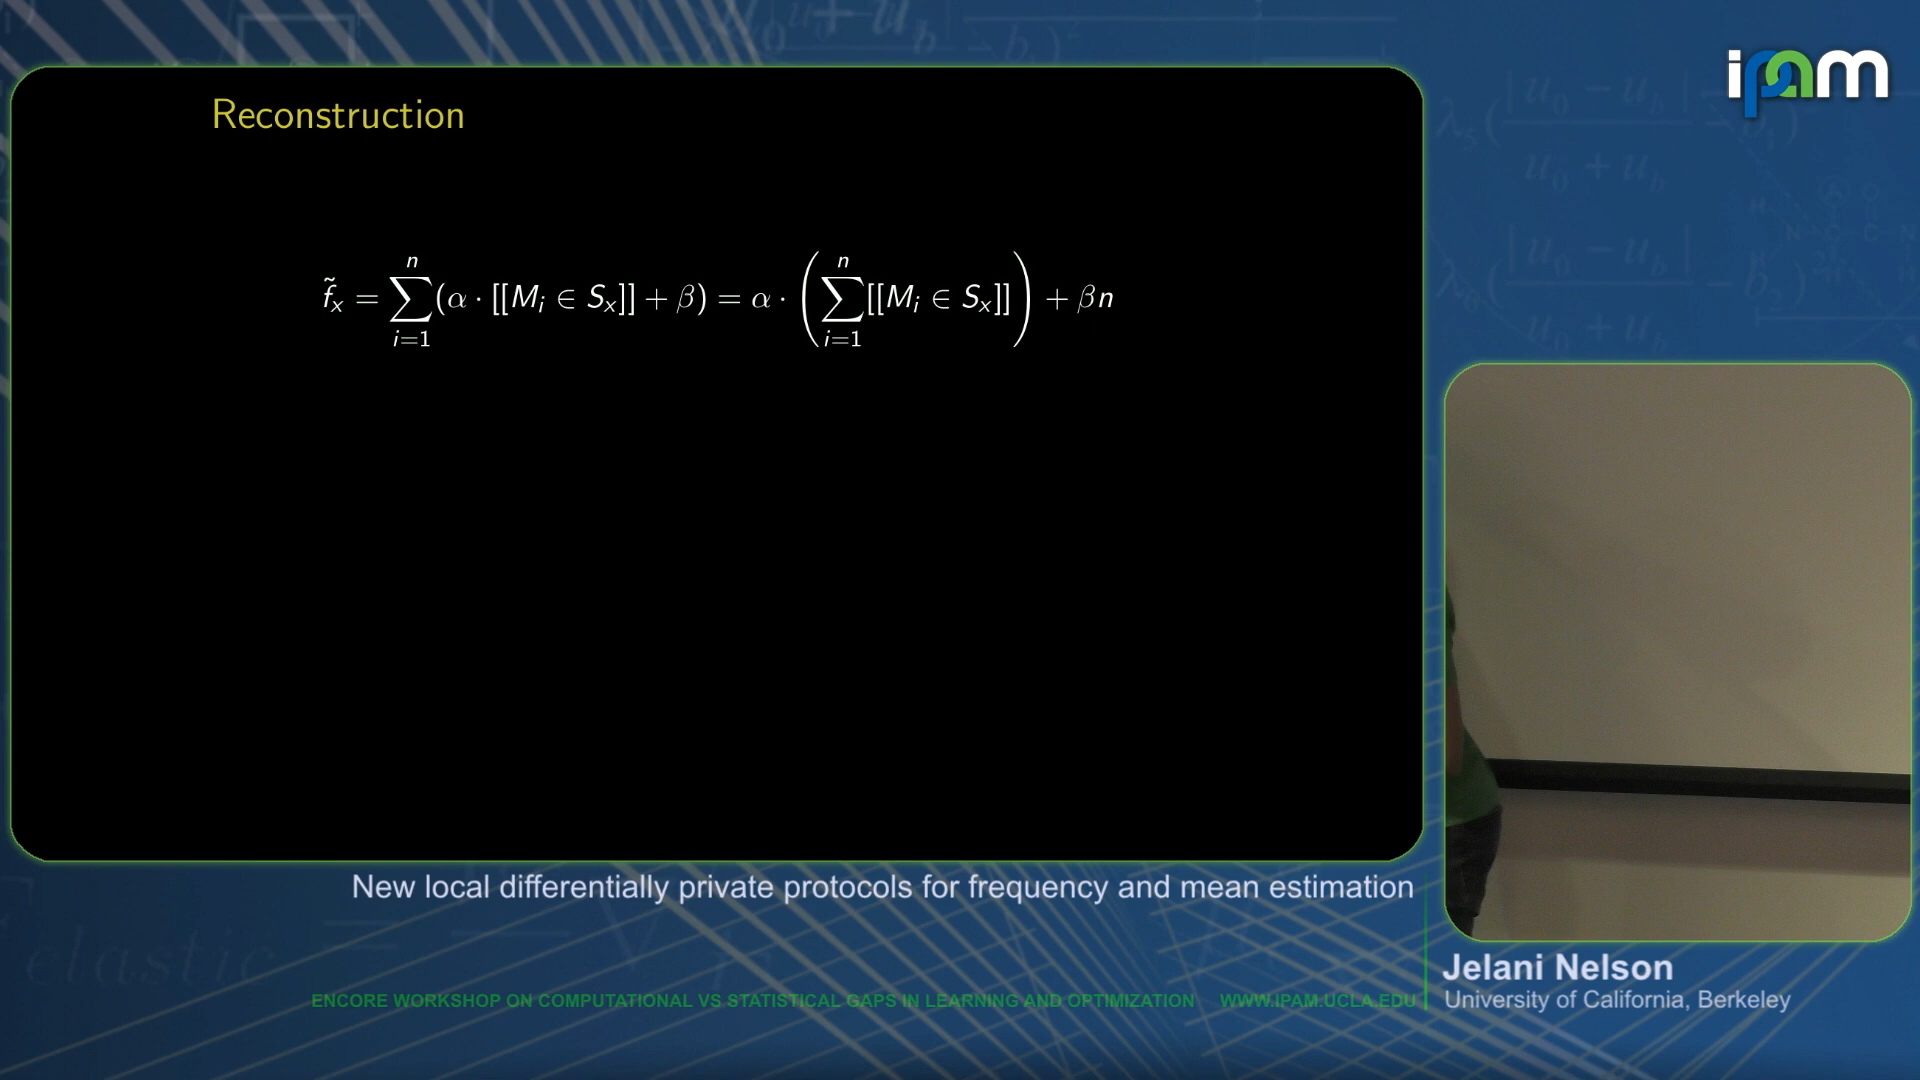 ipam
Reconstruction
f̃ₓ = ∑ᵢ₌₁ⁿ (α · [[Mᵢ ∈ Sₓ]] + β) = α · (∑ᵢ₌₁ⁿ [[Mᵢ ∈ Sₓ]]) + βn
New local differentially private protocols for frequency and mean estimation
Jelani Nelson
University of California, Berkeley
ENCORE WORKSHOP ON COMPUTATIONAL VS STATISTICAL GAPS IN LEARNING AND OPTIMIZATION WWW.IPAM.UCLA.EDU
elastic